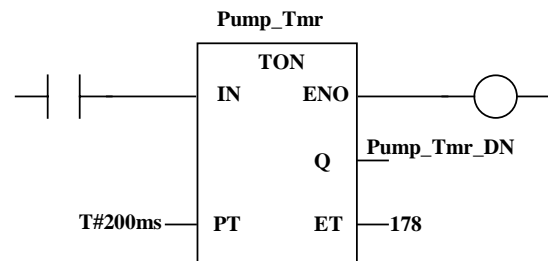 Pump_Tmr
TON
IN ENO
Q Pump_Tmr_DN
T#200ms PT ET 178